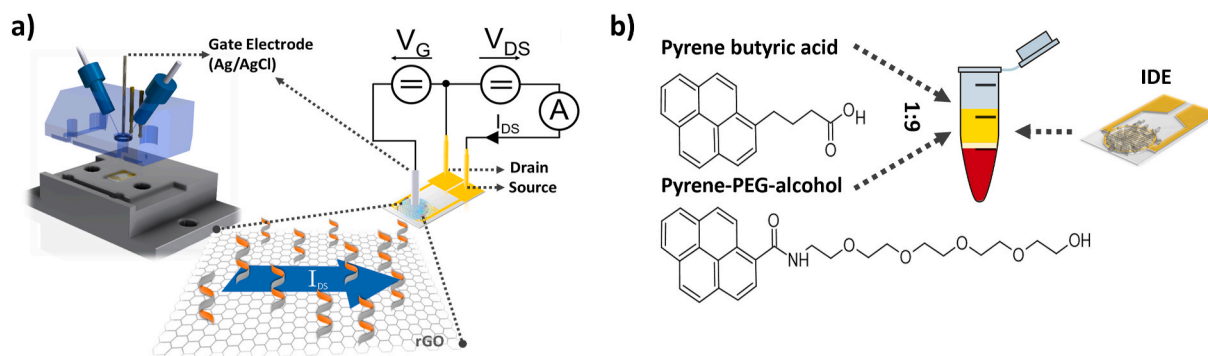 a)
Gate Electrode
(Ag/AgCl)
V_G
V_DS
A
I_DS
Drain
Source
I_DS
rGO
b)
Pyrene butyric acid
IDE
1:9
OH
O
Pyrene-PEG-alcohol
O
NH
O
O
O
O
OH